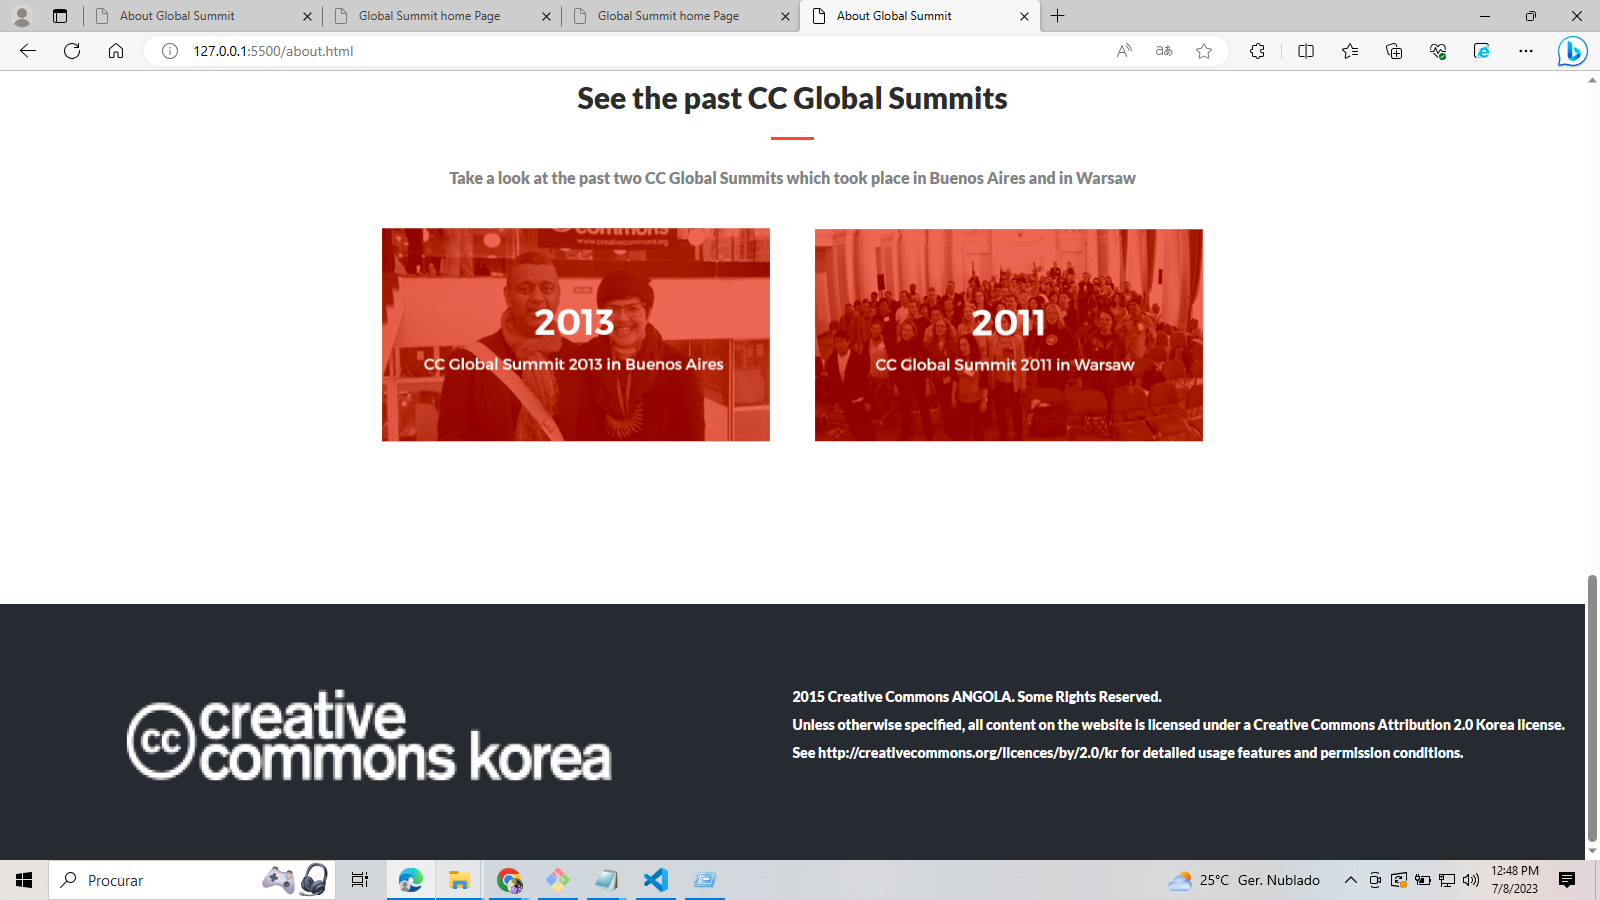 About Global Summit
Global Summit home Page
Global Summit home Page
About Global Summit
127.0.0.1:5500/about.html
See the past CC Global Summits
Take a look at the past two CC Global Summits which took place in Buenos Aires and in Warsaw
commons
www.creativecommons.org
2013
CC Global Summit 2013 in Buenos Aires
2011
CC Global Summit 2011 in Warsaw
cc creative
commons korea
2015 Creative Commons ANGOLA. Some Rights Reserved.
Unless otherwise specified, all content on the website is licensed under a Creative Commons Attribution 2.0 Korea license.
See http://creativecommons.org/licences/by/2.0/kr for detailed usage features and permission conditions.
Procurar
25°C Ger. Nublado
12:48 PM
7/8/2023